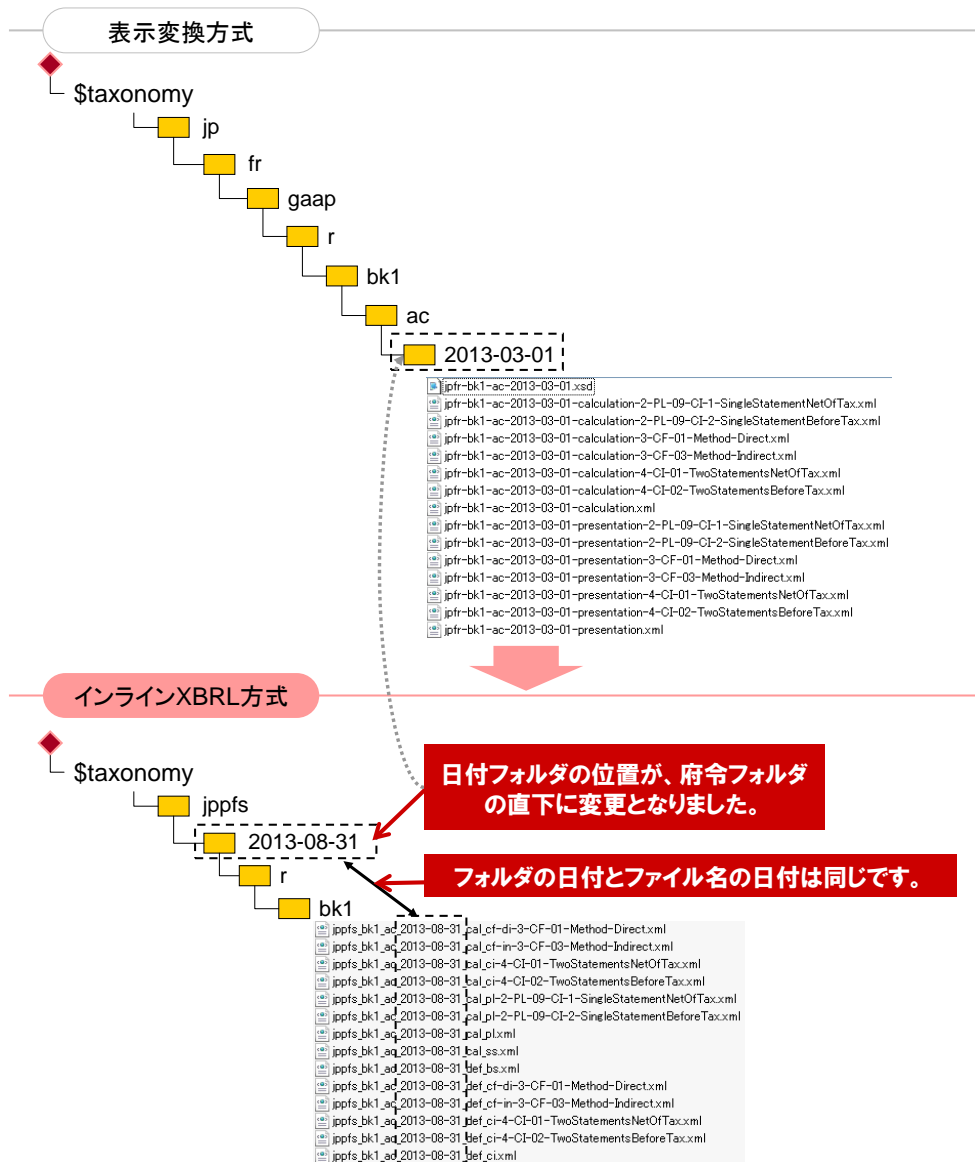 表示変換方式
$taxonomy
jp
fr
gaap
r
bk1
ac
2013-03-01
jpfr-bk1-ac-2013-03-01.xsd
jpfr-bk1-ac-2013-03-01-calculation-2-PL-09-CI-1-SingleStatementNetOfTax.xml
jpfr-bk1-ac-2013-03-01-calculation-2-PL-09-CI-2-SingleStatementBeforeTax.xml
jpfr-bk1-ac-2013-03-01-calculation-3-CF-01-Method-Direct.xml
jpfr-bk1-ac-2013-03-01-calculation-3-CF-03-Method-Indirect.xml
jpfr-bk1-ac-2013-03-01-calculation-4-CI-01-TwoStatementsNetOfTax.xml
jpfr-bk1-ac-2013-03-01-calculation-4-CI-02-TwoStatementsBeforeTax.xml
jpfr-bk1-ac-2013-03-01-calculation.xml
jpfr-bk1-ac-2013-03-01-presentation-2-PL-09-CI-1-SingleStatementNetOfTax.xml
jpfr-bk1-ac-2013-03-01-presentation-2-PL-09-CI-2-SingleStatementBeforeTax.xml
jpfr-bk1-ac-2013-03-01-presentation-3-CF-01-Method-Direct.xml
jpfr-bk1-ac-2013-03-01-presentation-3-CF-03-Method-Indirect.xml
jpfr-bk1-ac-2013-03-01-presentation-4-CI-01-TwoStatementsNetOfTax.xml
jpfr-bk1-ac-2013-03-01-presentation-4-CI-02-TwoStatementsBeforeTax.xml
jpfr-bk1-ac-2013-03-01-presentation.xml
インラインXBRL方式
$taxonomy
jppfs
2013-08-31
r
bk1
日付フォルダの位置が、府令フォルダ
の直下に変更となりました。
フォルダの日付とファイル名の日付は同じです。
jppfs_bk1_ac_2013-08-31_cal_cf-di-3-CF-01-Method-Direct.xml
jppfs_bk1_ac_2013-08-31_cal_cf-in-3-CF-03-Method-Indirect.xml
jppfs_bk1_ac_2013-08-31_cal_ci-4-CI-01-TwoStatementsNetOfTax.xml
jppfs_bk1_ac_2013-08-31_cal_ci-4-CI-02-TwoStatementsBeforeTax.xml
jppfs_bk1_ac_2013-08-31_cal_pl-2-PL-09-CI-1-SingleStatementNetOfTax.xml
jppfs_bk1_ac_2013-08-31_cal_pl-2-PL-09-CI-2-SingleStatementBeforeTax.xml
jppfs_bk1_ac_2013-08-31_cal_pl.xml
jppfs_bk1_ac_2013-08-31_cal_ss.xml
jppfs_bk1_ac_2013-08-31_def_bs.xml
jppfs_bk1_ac_2013-08-31_def_cf-di-3-CF-01-Method-Direct.xml
jppfs_bk1_ac_2013-08-31_def_cf-in-3-CF-03-Method-Indirect.xml
jppfs_bk1_ac_2013-08-31_def_ci-4-CI-01-TwoStatementsNetOfTax.xml
jppfs_bk1_ac_2013-08-31_def_ci-4-CI-02-TwoStatementsBeforeTax.xml
jppfs_bk1_ac_2013-08-31_def_ci.xml